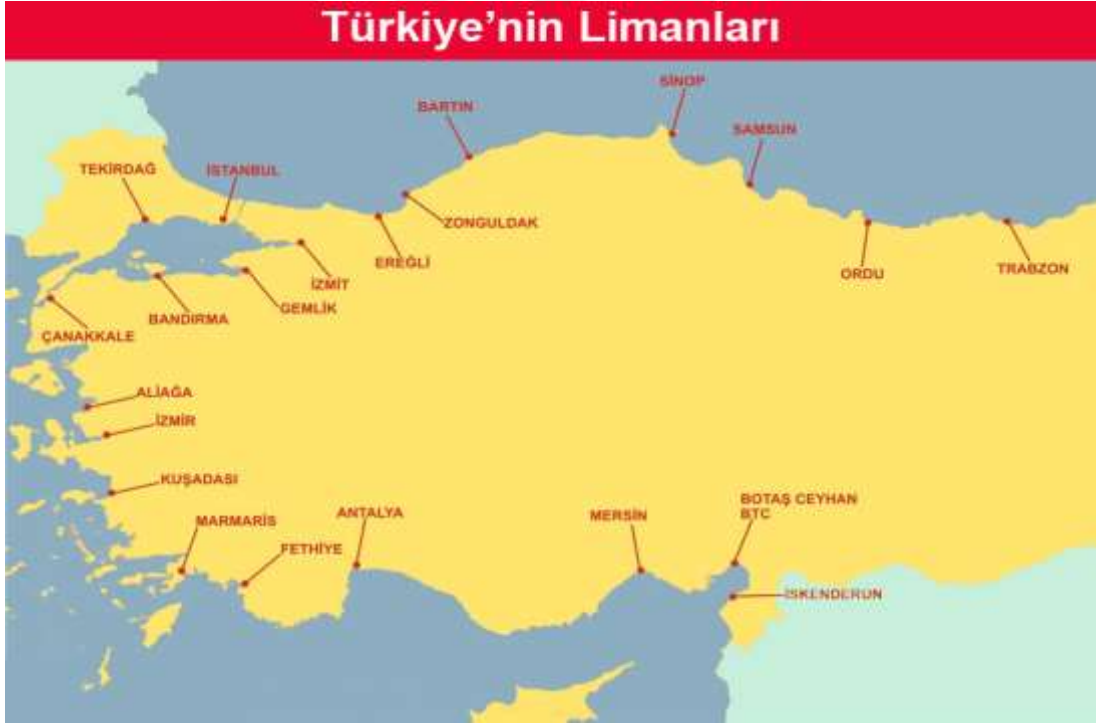 Türkiye’nin Limanları
SİNOP
BARTIN
SAMSUN
TEKİRDAĞ
İSTANBUL
ZONGULDAK
EREĞLİ
İZMİT
ORDU
TRABZON
GEMLİK
BANDIRMA
ÇANAKKALE
ALİAĞA
İZMİR
KUŞADASI
MARMARİS
ANTALYA
FETHİYE
MERSİN
BOTAŞ CEYHAN
BTC
İSKENDERUN